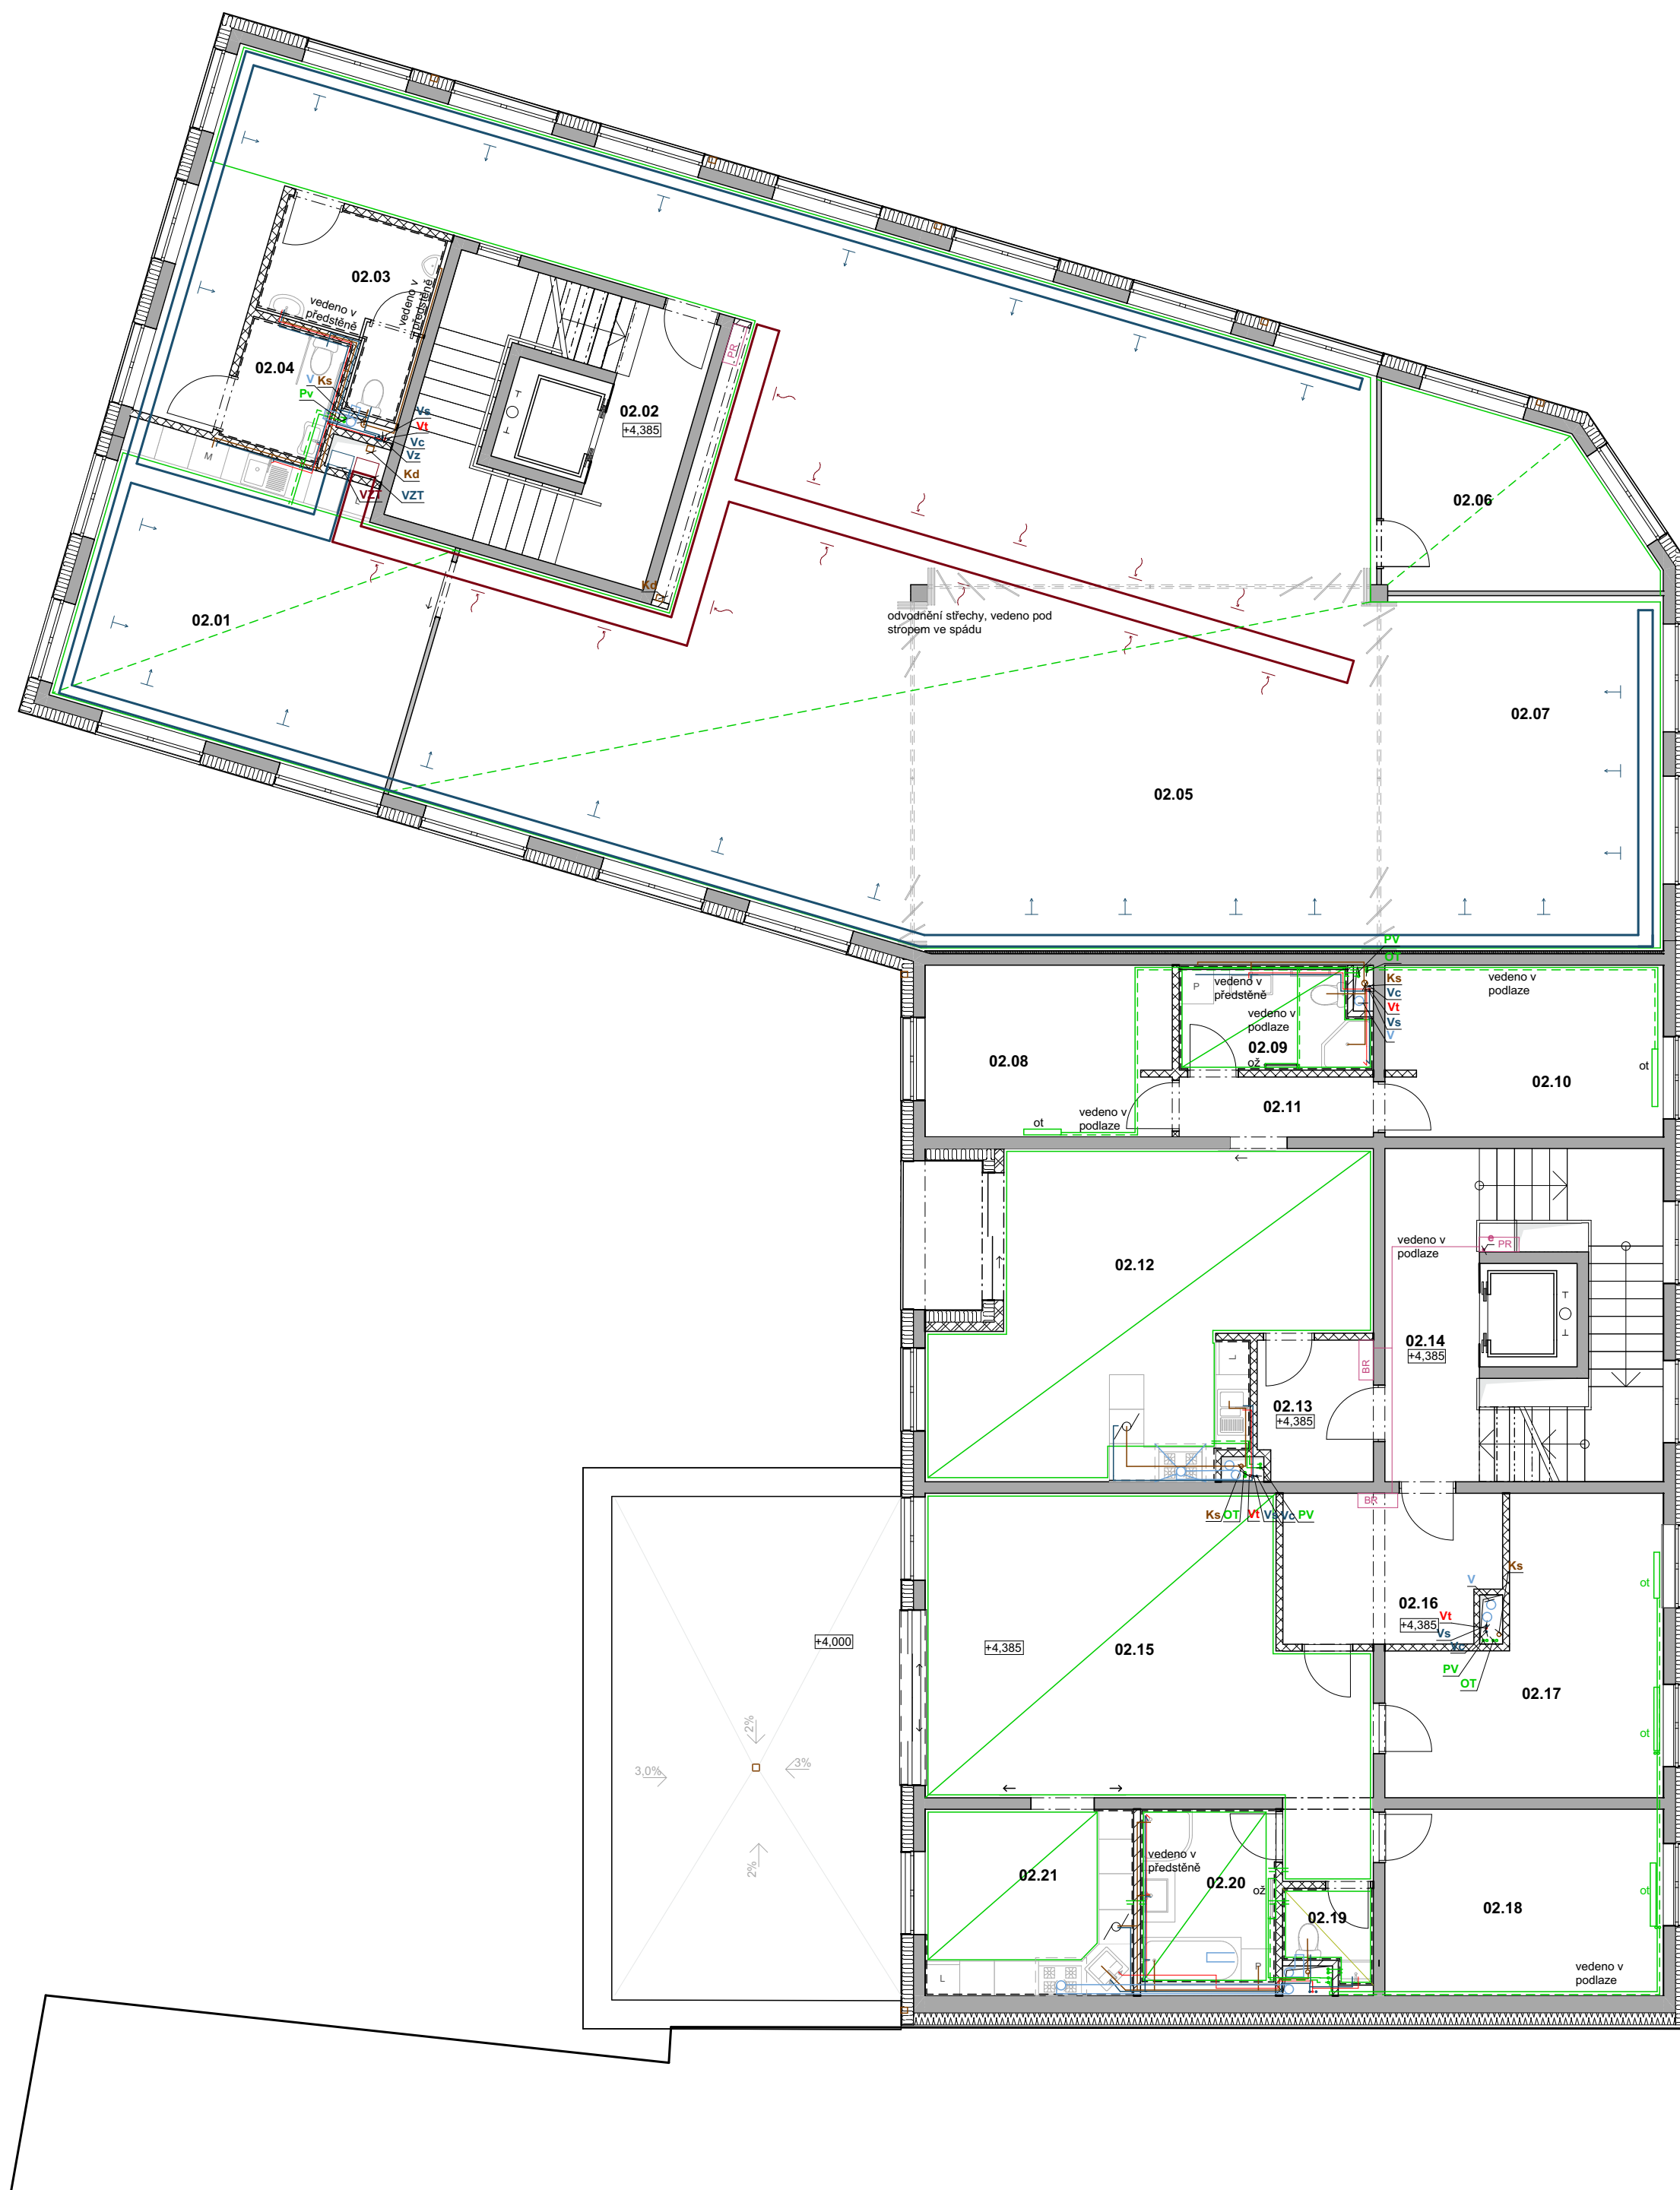 02.03
vedeno v
předstěně
vedeno v
předstěně
02.04
V
Ks
Pv
Vs
Vt
Vc
Vz
Kd
VZT
VZT
M
L
PR
02.02
+4,385
02.01
Kd
02.06
odvodnění střechy, vedeno pod
stropem ve spádu
02.07
02.05
PV
OT
Ks
Vc
Vt
Vs
V
vedeno v
předstěně
P
vedeno v
podlaze
02.09
ož
vedeno v
podlaze
02.08
ot
02.10
02.11
vedeno v
podlaze
ot
02.12
vedeno v
podlaze
e
PR
02.14
+4,385
BR
L
02.13
+4,385
Ks
OT
Vt
Vs
Vc
PV
BR
Ks
V
ot
02.16
+4,385
Vt
Vs
Vc
PV
OT
+4,000
+4,385
02.15
02.17
ot
2%
3%
3,0%
2%
vedeno v
předstěně
02.21
02.20
ož
ot
02.19
02.18
L
P
vedeno v
podlaze